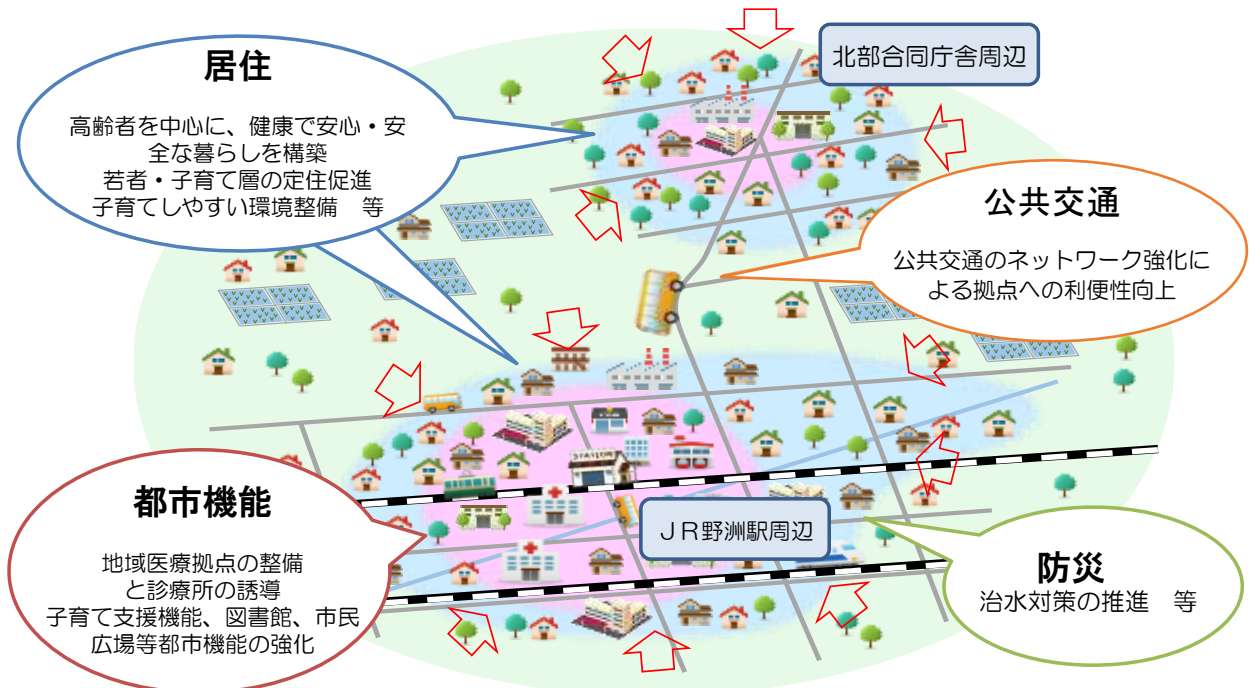 北部合同庁舎周辺
居住
高齢者を中心に、健康で安心・安
全な暮らしを構築
若者・子育て層の定住促進
子育てしやすい環境整備　等
公共交通
公共交通のネットワーク強化に
よる拠点への利便性向上
STATION
都市機能
地域医療拠点の整備
と診療所の誘導
子育て支援機能、図書館、市民
広場等都市機能の強化
ＪＲ野洲駅周辺
防災
治水対策の推進　等